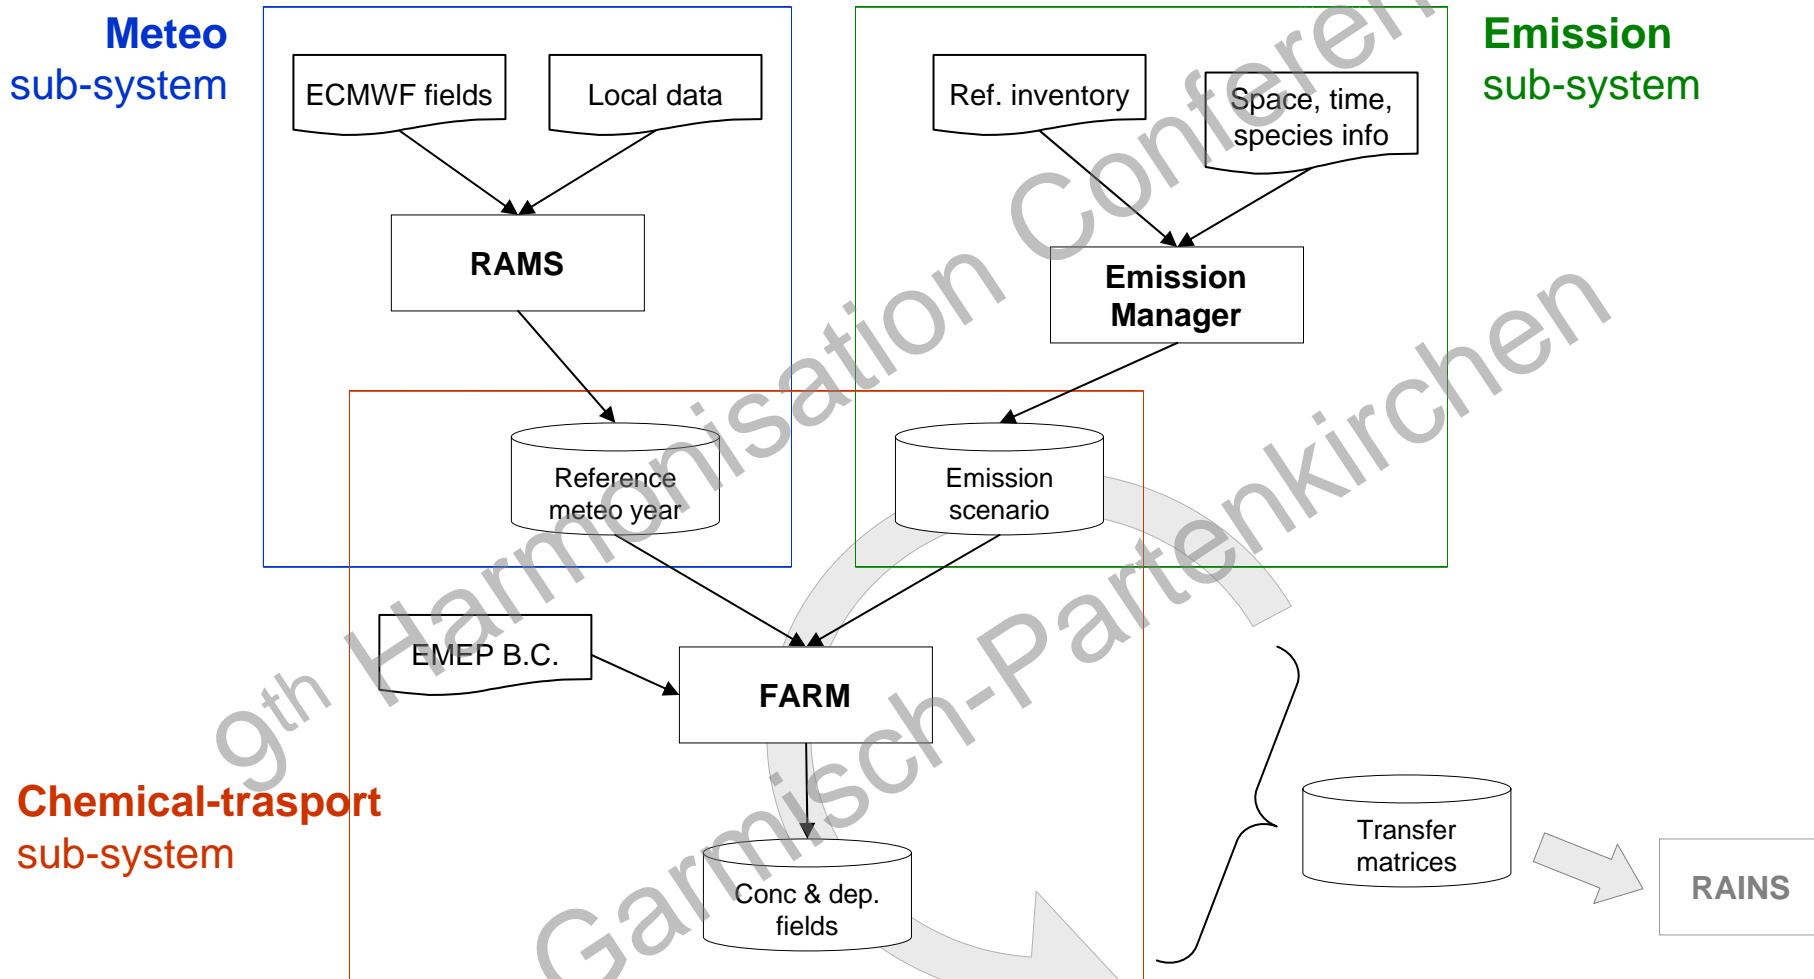 Meteo
sub-system
Emission
sub-system
ECMWF fields
Local data
Ref. inventory
Space, time,
species info
RAMS
Emission
Manager
Reference
meteo year
Emission
scenario
EMEP B.C.
FARM
Chemical-trasport
sub-system
Conc & dep.
fields
Transfer
matrices
RAINS
9th Harmonisation Conferen
Garmisch-Partenkirchen